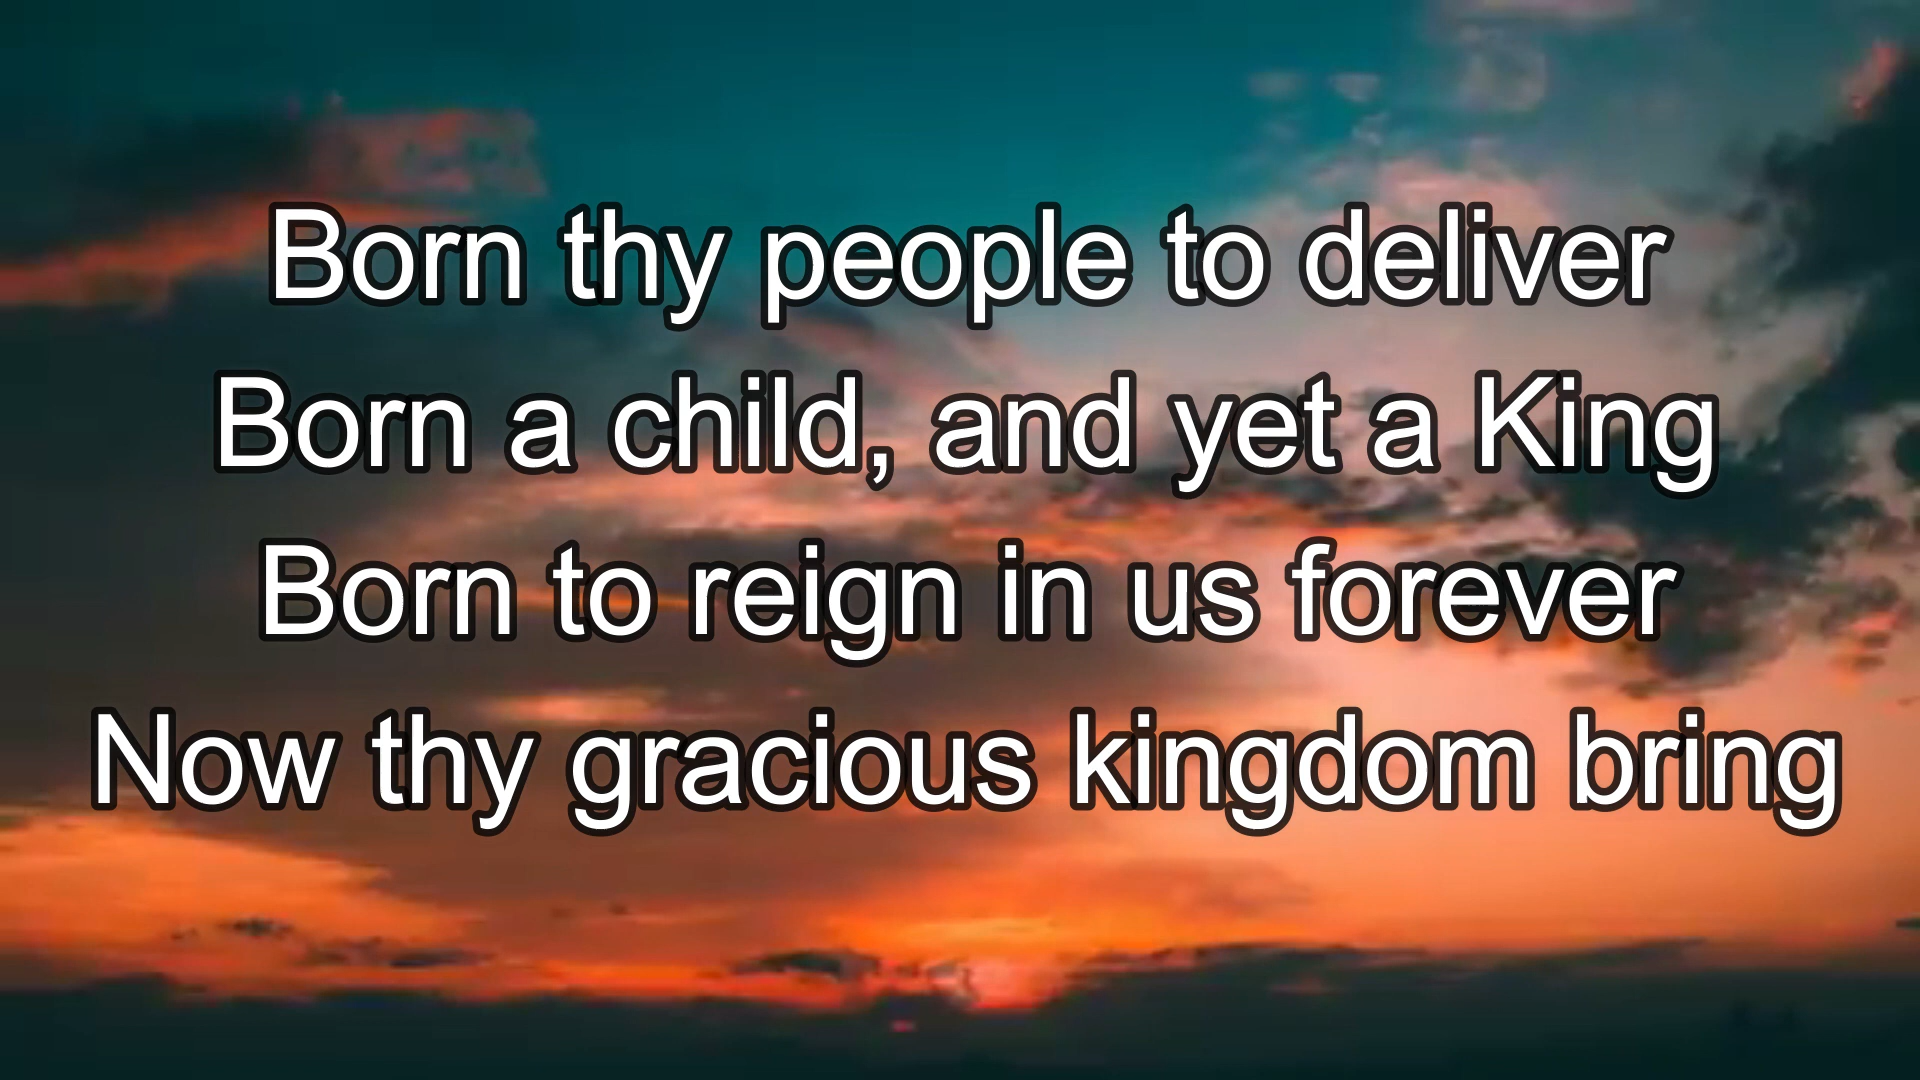 Born thy people to deliver
Born a child, and yet a King
Born to reign in us forever
Now thy gracious kingdom bring